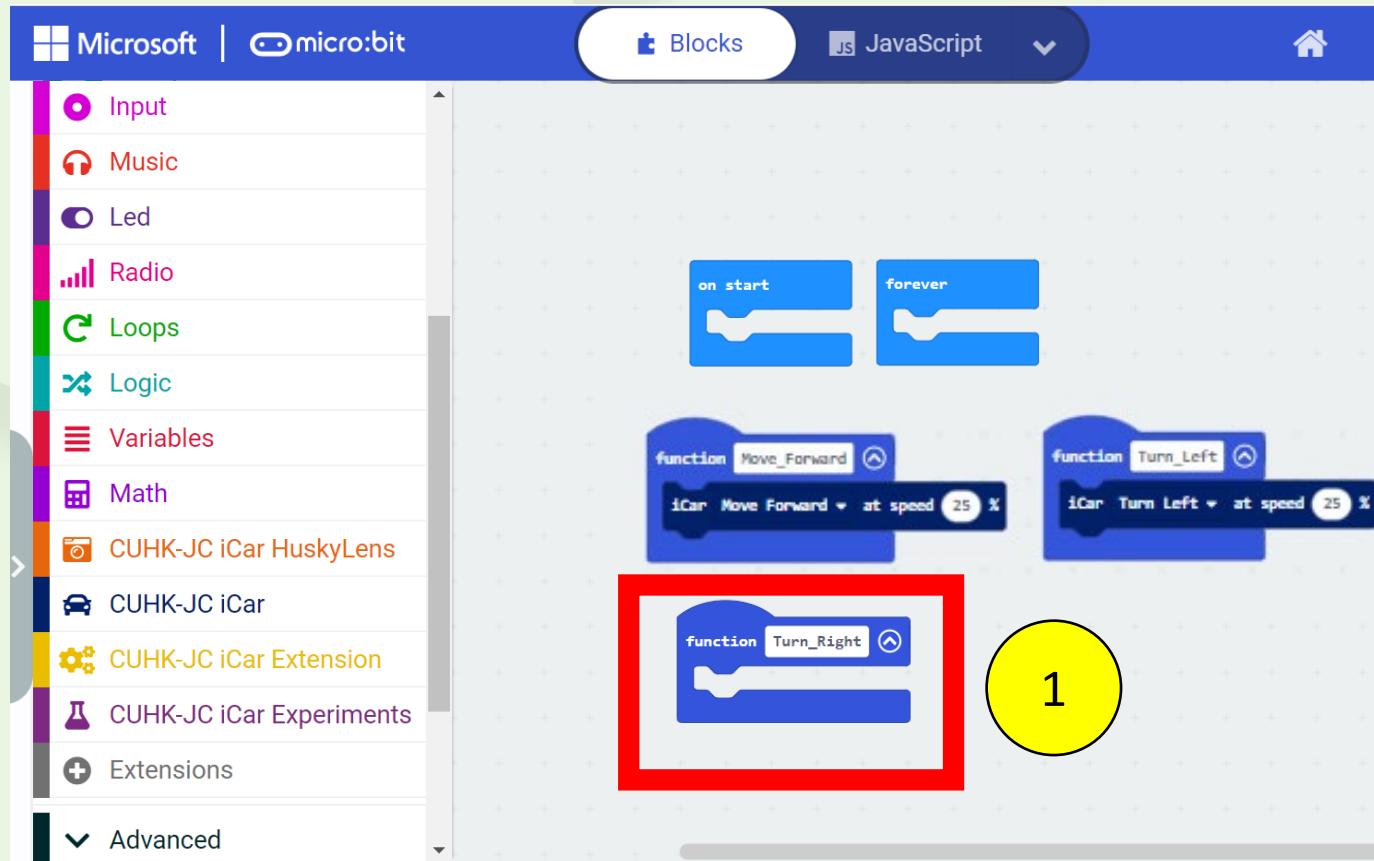 Microsoft micro:bit Blocks JS JavaScript
Input
Music
Led
Radio
Loops
Logic
Variables
Math
CUHK-JC iCar HuskyLens
CUHK-JC iCar
CUHK-JC iCar Extension
CUHK-JC iCar Experiments
Extensions
Advanced
on start
forever
function Move_Forward
iCar Move Forward at speed 25 %
function Turn_Left
iCar Turn Left at speed 25 %
function Turn_Right
1